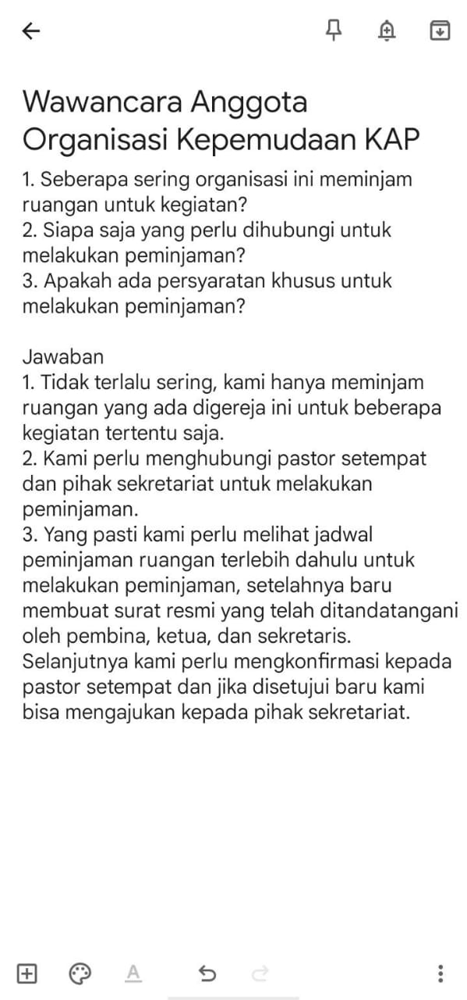 Wawancara Anggota
Organisasi Kepemudaan KAP
1. Seberapa sering organisasi ini meminjam
ruangan untuk kegiatan?
2. Siapa saja yang perlu dihubungi untuk
melakukan peminjaman?
3. Apakah ada persyaratan khusus untuk
melakukan peminjaman?
Jawaban
1. Tidak terlalu sering, kami hanya meminjam
ruangan yang ada digereja ini untuk beberapa
kegiatan tertentu saja.
2. Kami perlu menghubungi pastor setempat
dan pihak sekretariat untuk melakukan
peminjaman.
3. Yang pasti kami perlu melihat jadwal
peminjaman ruangan terlebih dahulu untuk
melakukan peminjaman, setelahnya baru
membuat surat resmi yang telah ditandatangani
oleh pembina, ketua, dan sekretaris.
Selanjutnya kami perlu mengkonfirmasi kepada
pastor setempat dan jika disetujui baru kami
bisa mengajukan kepada pihak sekretariat.
A